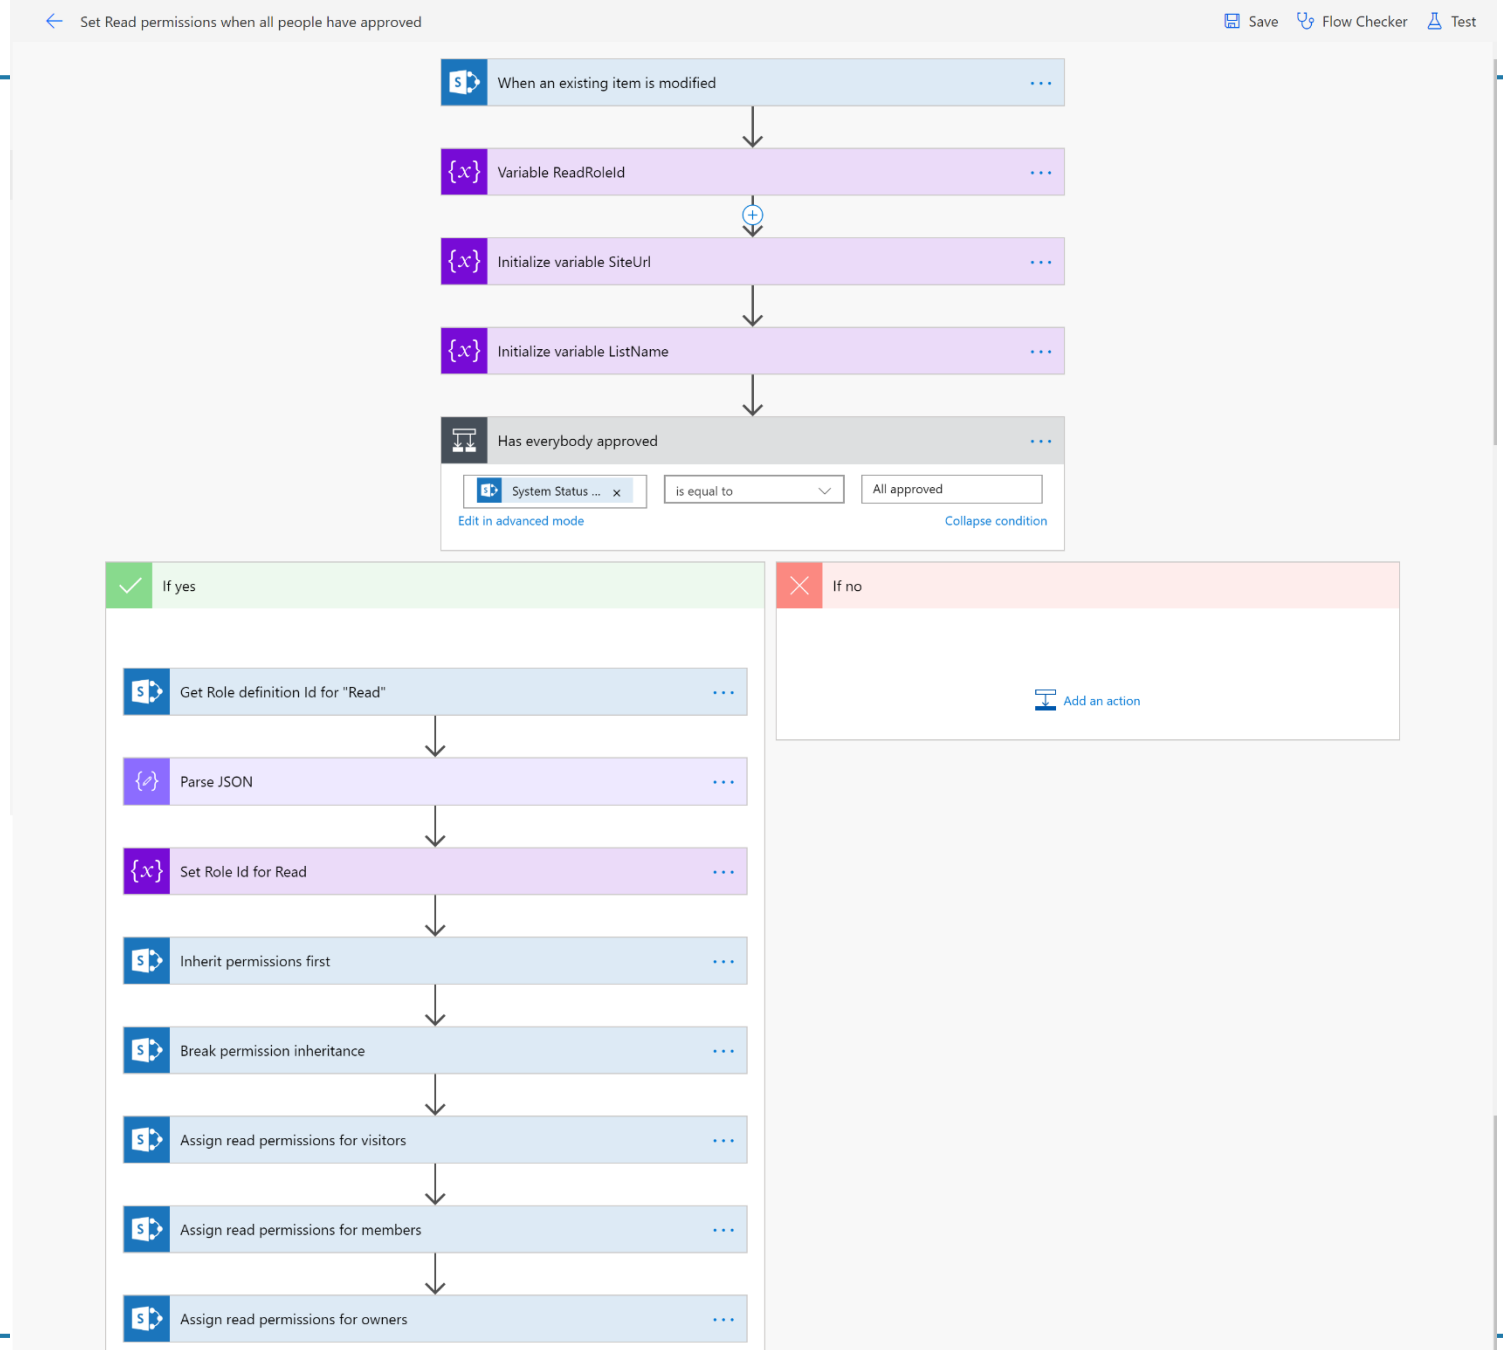 Set Read permissions when all people have approved
Save
Flow Checker
Test
When an existing item is modified
{x} Variable ReadRoleId
{x} Initialize variable SiteUrl
{x} Initialize variable ListName
Has everybody approved
System Status ... x
is equal to
All approved
Edit in advanced mode
Collapse condition
If yes
If no
Get Role definition Id for "Read"
Add an action
Parse JSON
{x} Set Role Id for Read
Inherit permissions first
Break permission inheritance
Assign read permissions for visitors
Assign read permissions for members
Assign read permissions for owners